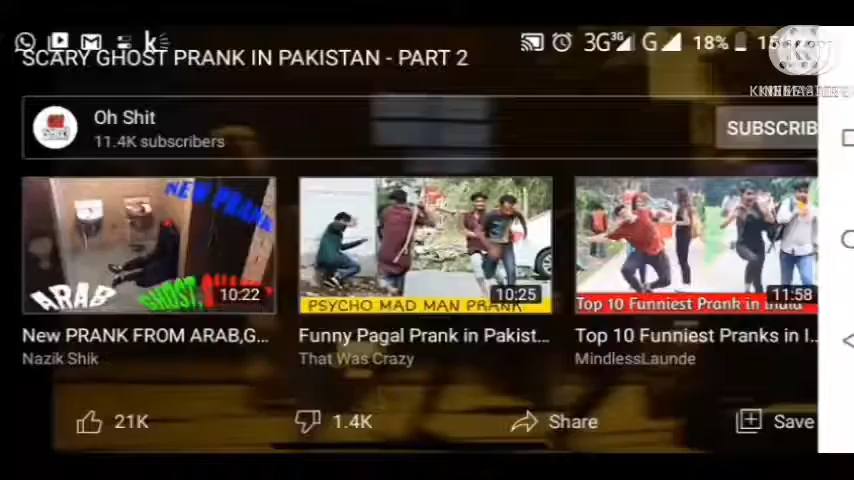 3G 3G G 18%
SCARY GHOST PRANK IN PAKISTAN - PART 2
Oh Shit
11.4K subscribers
SUBSCRIB
NEW PRANK
ARAB
GHOST,
10:22
PSYCHO MAD MAN PRANK
10:25
Top 10 Funniest Prank in India
11:58
New PRANK FROM ARAB,G...
Nazik Shik
Funny Pagal Prank in Pakist...
That Was Crazy
Top 10 Funniest Pranks in I...
MindlessLaunde
21K
1.4K
Share
Save